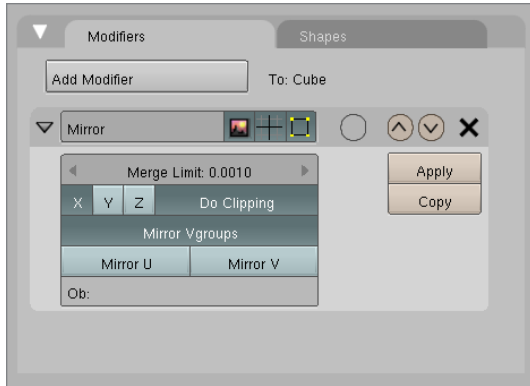 Modifiers Shapes
Add Modifier To: Cube
Mirror
Merge Limit: 0.0010 Apply
X Y Z Do Clipping Copy
Mirror Vgroups
Mirror U Mirror V
Ob: